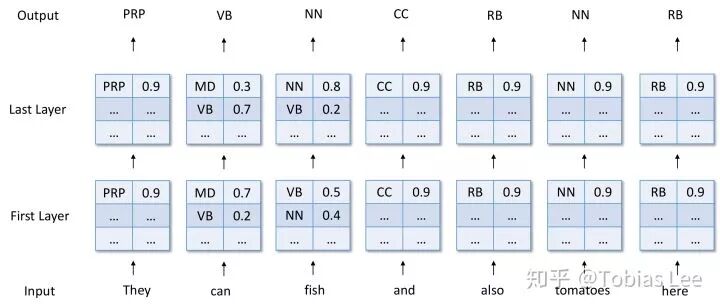 Output PRP VB NN CC RB NN RB
PRP 0.9 MD 0.3 NN 0.8 CC 0.9 RB 0.9 NN 0.9 RB 0.9
Last Layer ... ... VB 0.7 VB 0.2 ... ... ... ... ... ... ... ...
... ... ... ... ... ... ... ... ... ... ... ... ... ...
PRP 0.9 MD 0.7 VB 0.5 CC 0.9 RB 0.9 NN 0.9 RB 0.9
First Layer ... ... VB 0.2 NN 0.4 ... ... ... ... ... ... ... ...
... ... ... ... ... ... ... ... ... ... ... ... ... ...
Input They can fish and also tomatoes here
知乎 @Tobias Lee